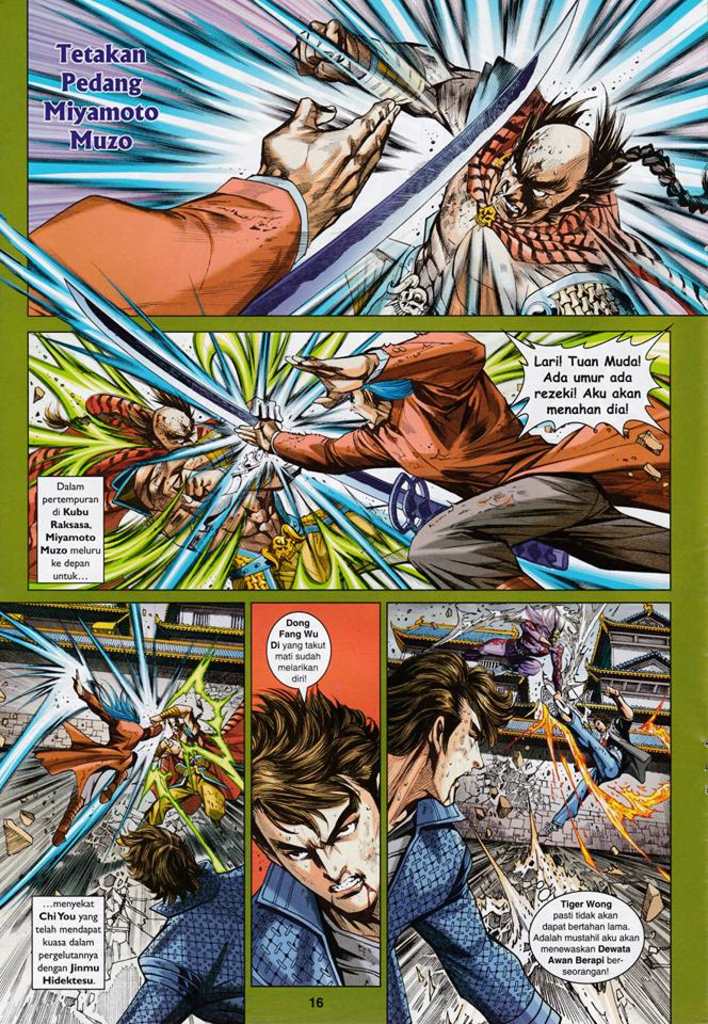 Tetakan
Pedang
Miyamoto
Muzo
Lari! Tuan Muda!
Ada umur ada
rezeki! Aku akan
menahan dia!
Dalam
pertempuran
di Kubu
Raksasa,
Miyamoto
Muzo meluru
ke depan
untuk...
...menyekat
Chi You yang
telah mendapat
kuasa dalam
pergelutannya
dengan Jinmu
Hidektesu.
Dong
Fang Wu
Di yang takut
mati sudah
melarikan
diri!
Tiger Wong
pasti tidak akan
dapat bertahan lama.
Adalah mustahil aku akan
menewaskan Dewata
Awan Berapi ber-
seorangan!
16